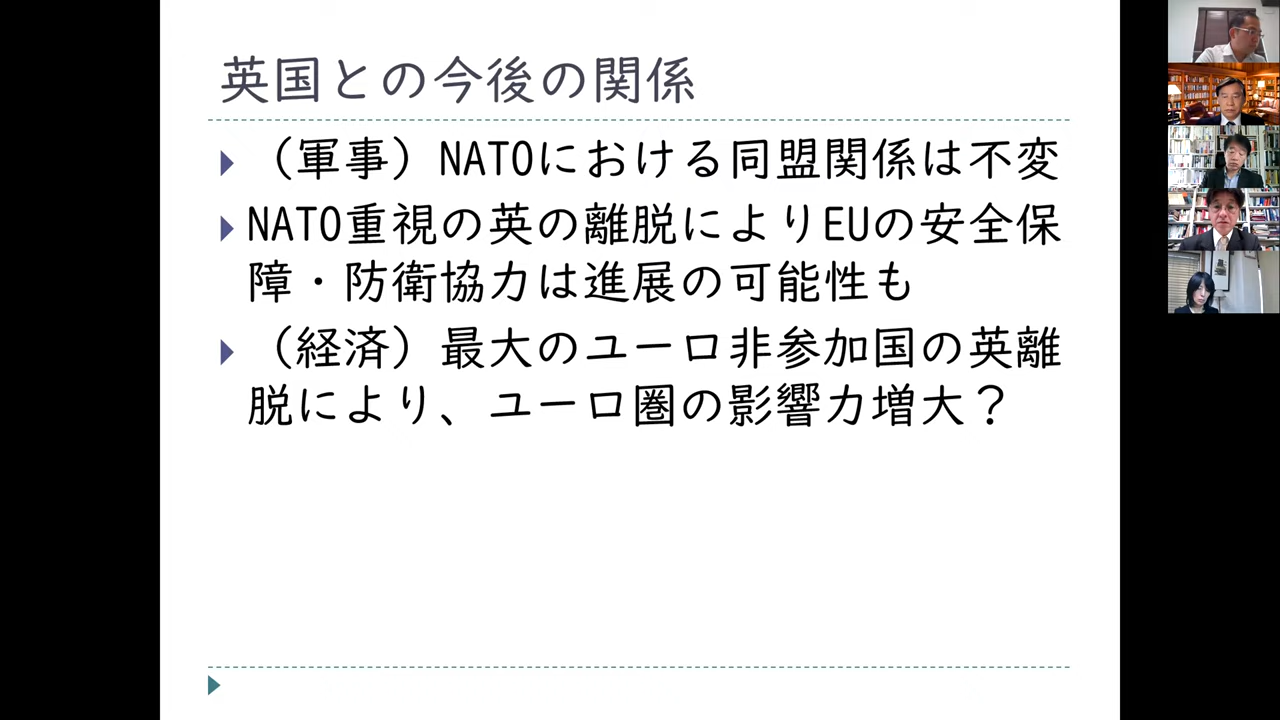 英国との今後の関係
（軍事）NATOにおける同盟関係は不変
NATO重視の英の離脱によりEUの安全保
障・防衛協力は進展の可能性も
（経済）最大のユーロ非参加国の英離
脱により、ユーロ圏の影響力増大？